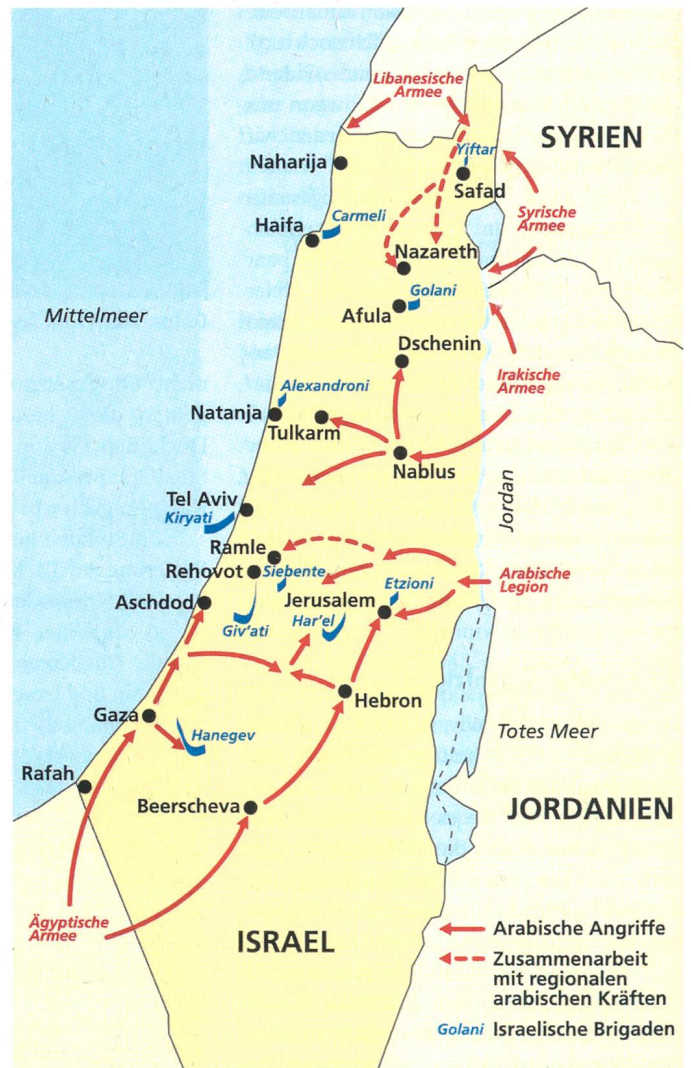 Libanesische
Armee
SYRIEN
Yiftar
Naharija
Safad
Carmeli
Haifa
Syrische
Armee
Nazareth
Golani
Mittelmeer
Afula
Dschenin
Irakische
Armee
Alexandroni
Natanja
Tulkarm
Nablus
Jordan
Tel Aviv
Kiryati
Ramle
Rehovot
Siebente
Etzioni
Arabische
Legion
Aschdod
Jerusalem
Giv'ati
Har'el
Hebron
Gaza
Hanegev
Totes Meer
Rafah
Beerscheva
JORDANIEN
Ägyptische
Armee
ISRAEL
Arabische Angriffe
Zusammenarbeit
mit regionalen
arabischen Kräften
Golani Israelische Brigaden